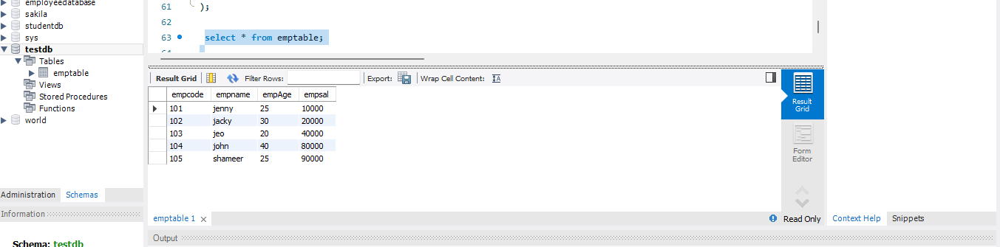 employeedatabase
sakila
studentdb
sys
testdb
Tables
emptable
Views
Stored Procedures
Functions
world
Administration Schemas
Information
Schema: testdb
61 );
62
63 select * from emptable;
64
Result Grid Filter Rows: Export: Wrap Cell Content:
empcode empname empAge empsal
101 jenny 25 10000
102 jacky 30 20000
103 jeo 20 40000
104 john 40 80000
105 shameer 25 90000
Result
Grid
Form
Editor
emptable 1
Read Only
Context Help Snippets
Output